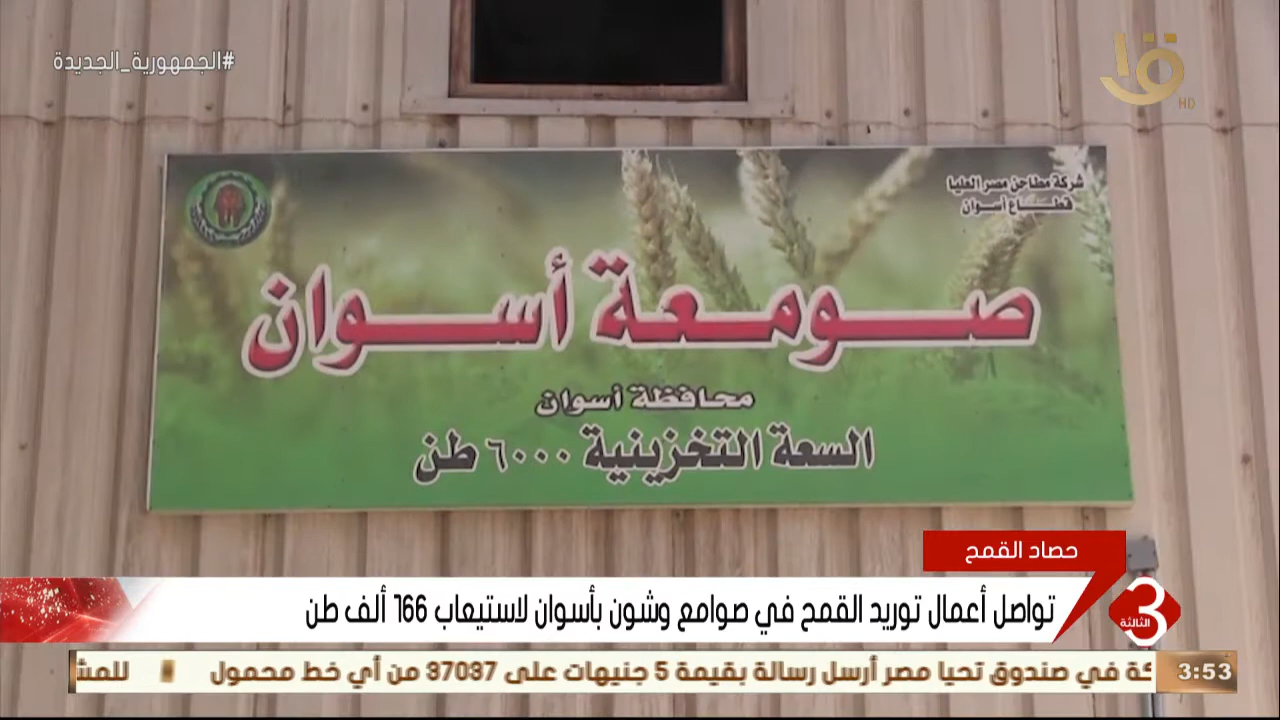 #الجمهورية_الجديدة
HD
شركة مطاحن مصر العليا
قطاع أسوان
صومعة أسوان
محافظة أسوان
السعة التخزينية ٦٠٠٠ طن
حصاد القمح
تواصل أعمال توريد القمح في صوامع وشون بأسوان لاستيعاب 166 ألف طن
3
الثالثة
كة في صندوق تحيا مصر أرسل رسالة بقيمة 5 جنيهات على 37037 من أي خط محمول
للمش
3:53